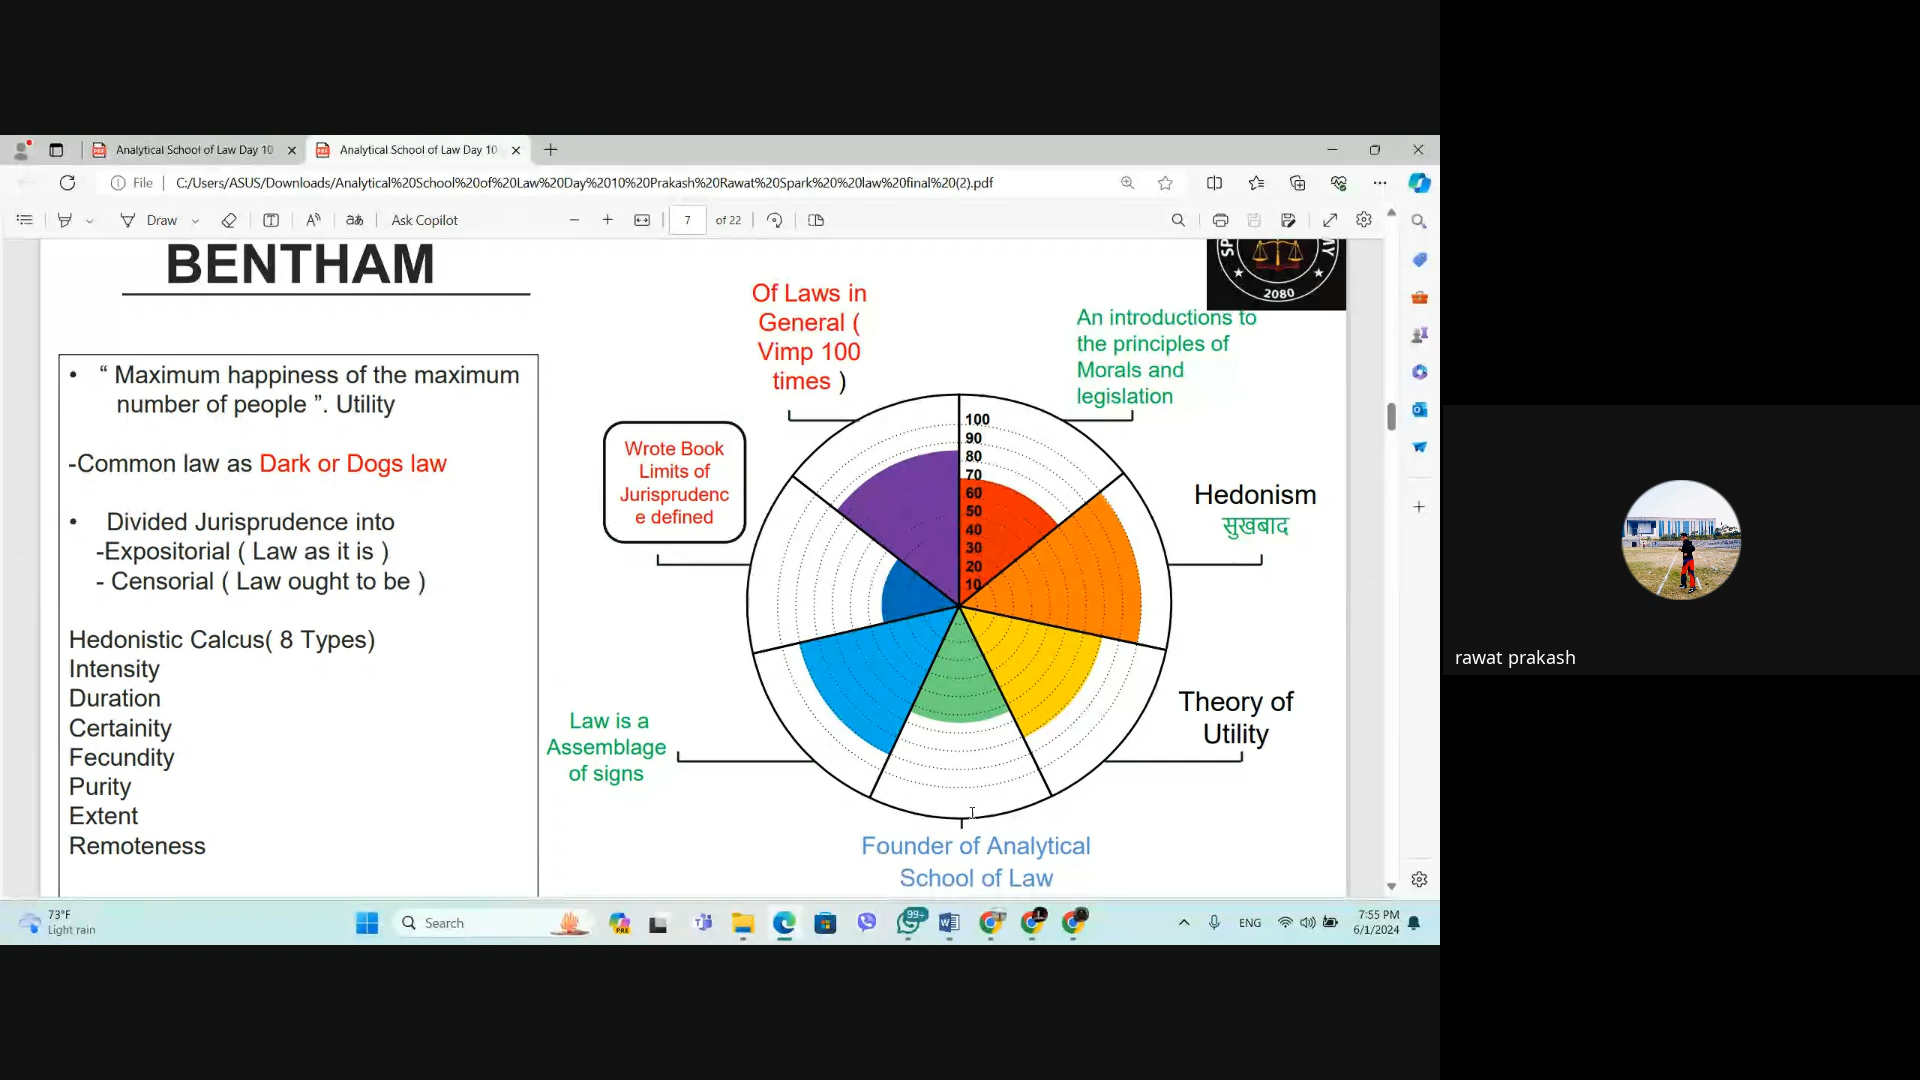 Analytical School of Law Day 10
Analytical School of Law Day 10
File
C:/Users/ASUS/Downloads/Analytical%20School%20of%20Law%20Day%2010%20Prakash%20Rawat%20Spark%20%20law%20final%20(2).pdf
Draw
Ask Copilot
7
of 22
BENTHAM
2080
“ Maximum happiness of the maximum
number of people ”. Utility
-Common law as Dark or Dogs law
Divided Jurisprudence into
-Expositorial ( Law as it is )
- Censorial ( Law ought to be )
Hedonistic Calcus( 8 Types)
Intensity
Duration
Certainity
Fecundity
Purity
Extent
Remoteness
Of Laws in
General (
Vimp 100
times )
An introductions to
the principles of
Morals and
legislation
Wrote Book
Limits of
Jurisprudenc
e defined
100
90
80
70
60
50
40
30
20
10
Hedonism
सुखबाद
Theory of
Utility
Law is a
Assemblage
of signs
Founder of Analytical
School of Law
rawat prakash
73°F
Light rain
Search
PRE
99+
ENG
7:55 PM
6/1/2024